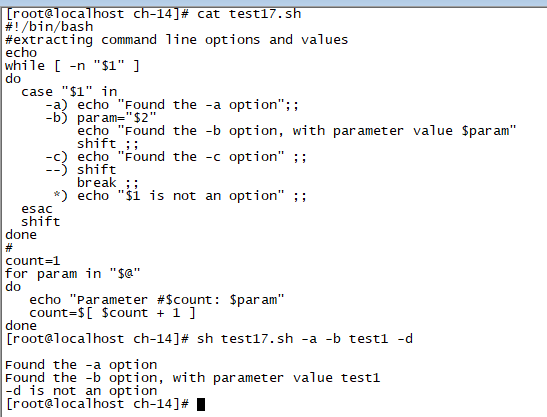 [root@localhost ch-14]# cat test17.sh
#!/bin/bash
#extracting command line options and values
echo
while [ -n "$1" ]
do
  case "$1" in
     -a) echo "Found the -a option";;
     -b) param="$2"
         echo "Found the -b option, with parameter value $param"
         shift ;;
     -c) echo "Found the -c option" ;;
     --) shift
         break ;;
      *) echo "$1 is not an option" ;;
  esac
  shift
done
#
count=1
for param in "$@"
do
   echo "Parameter #$count: $param"
   count=$[ $count + 1 ]
done
[root@localhost ch-14]# sh test17.sh -a -b test1 -d

Found the -a option
Found the -b option, with parameter value test1
-d is not an option
[root@localhost ch-14]#